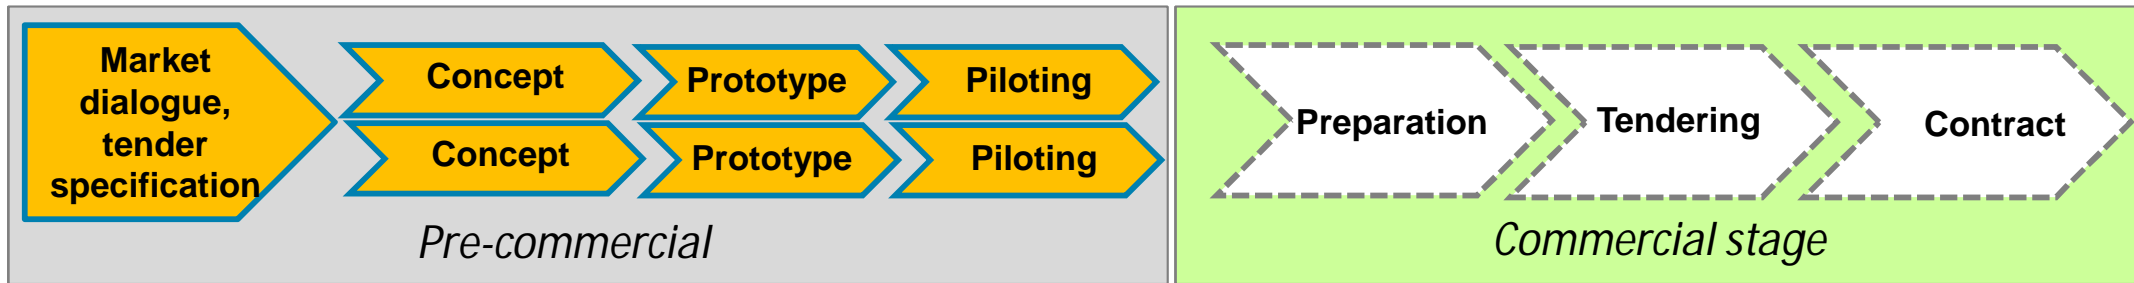 Market
dialogue,
tender
specification
Concept
Prototype
Piloting
Concept
Prototype
Piloting
Pre-commercial
Preparation
Tendering
Contract
Commercial stage